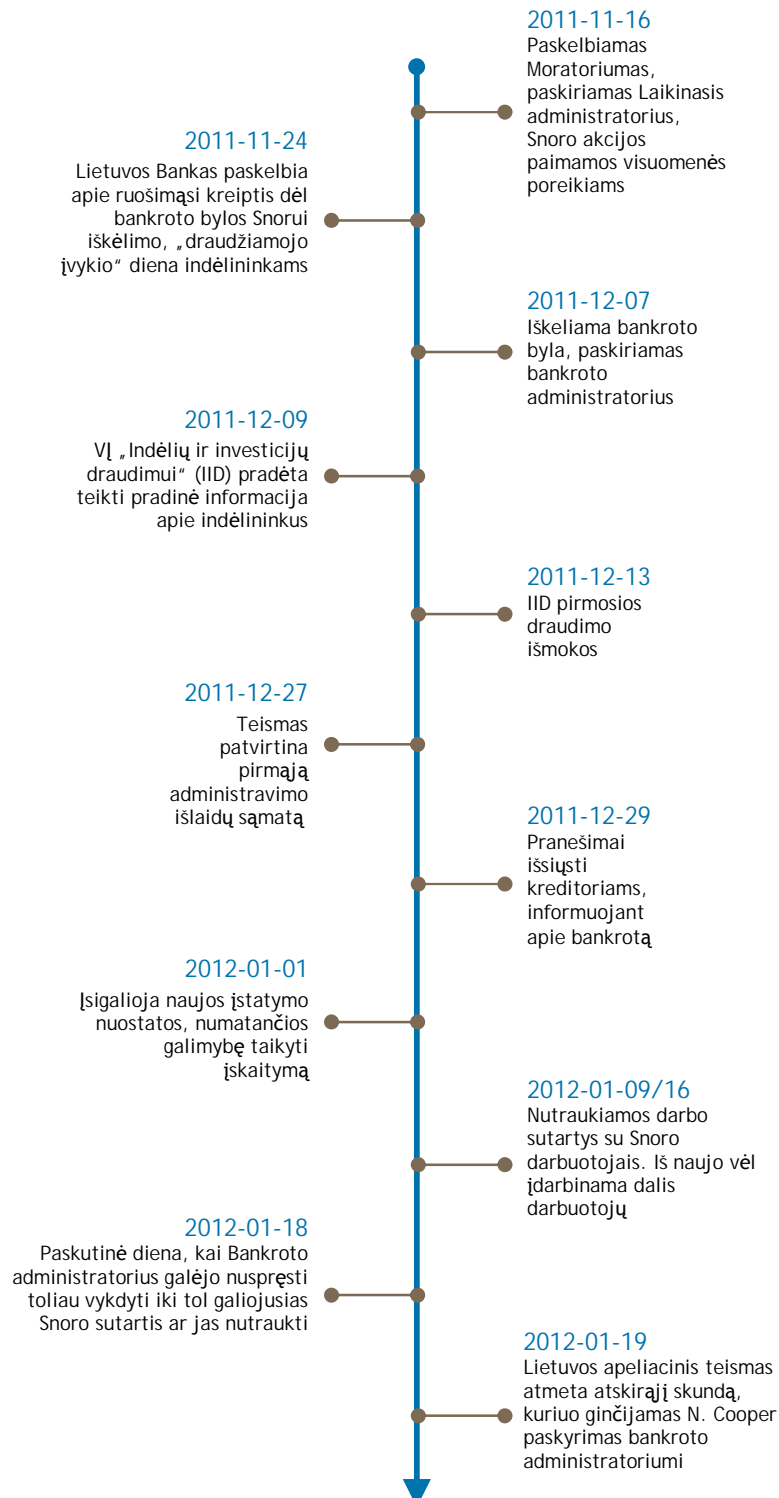 2011-11-16
Paskelbiamas
Moratoriumas,
paskiriamas Laikinasis
administratorius,
Snoro akcijos
paimamos visuomenės
poreikiams
2011-11-24
Lietuvos Bankas paskelbia
apie ruošimąsi kreiptis dėl
bankroto bylos Snorui
iškėlimo, „draudžiamojo
įvykio“ diena indėlininkams
2011-12-07
Iškeliama bankroto
byla, paskiriamas
bankroto
administratorius
2011-12-09
VĮ „Indėlių ir investicijų
draudimui“ (IID) pradėta
teikti pradinė informacija
apie indėlininkus
2011-12-13
IID pirmosios
draudimo
išmokos
2011-12-27
Teismas
patvirtina
pirmąją
administravimo
išlaidų sąmatą
2011-12-29
Pranešimai
išsiųsti
kreditoriams,
informuojant
apie bankrotą
2012-01-01
Įsigalioja naujos įstatymo
nuostatos, numatančios
galimybę taikyti
įskaitymą
2012-01-09/16
Nutraukiamos darbo
sutartys su Snoro
darbuotojais. Iš naujo vėl
įdarbinama dalis
darbuotojų
2012-01-18
Paskutinė diena, kai Bankroto
administratorius galėjo nuspręsti
toliau vykdyti iki tol galiojusias
Snoro sutartis ar jas nutraukti
2012-01-19
Lietuvos apeliacinis teismas
atmeta atskirąjį skundą,
kuriuo ginčijamas N. Cooper
paskyrimas bankroto
administratoriumi